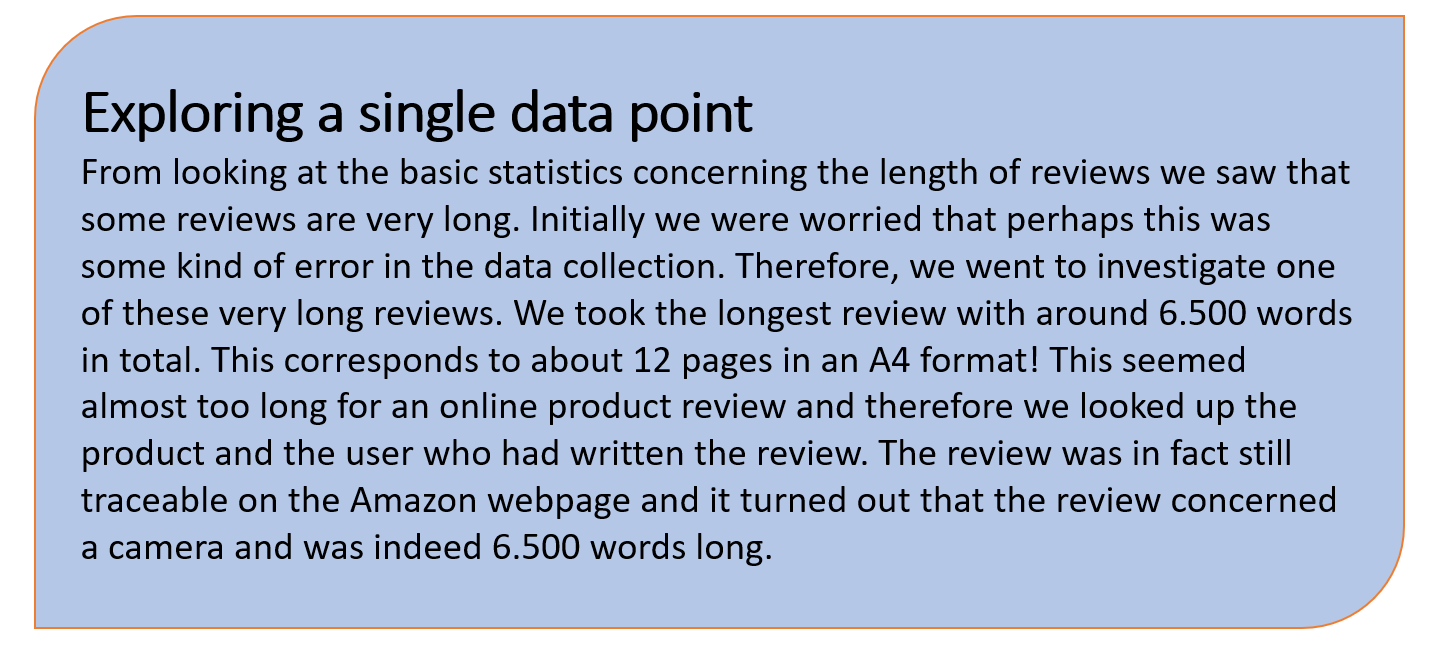 Exploring a single data point
From looking at the basic statistics concerning the length of reviews we saw that
some reviews are very long. Initially we were worried that perhaps this was
some kind of error in the data collection. Therefore, we went to investigate one
of these very long reviews. We took the longest review with around 6.500 words
in total. This corresponds to about 12 pages in an A4 format! This seemed
almost too long for an online product review and therefore we looked up the
product and the user who had written the review. The review was in fact still
traceable on the Amazon webpage and it turned out that the review concerned
a camera and was indeed 6.500 words long.